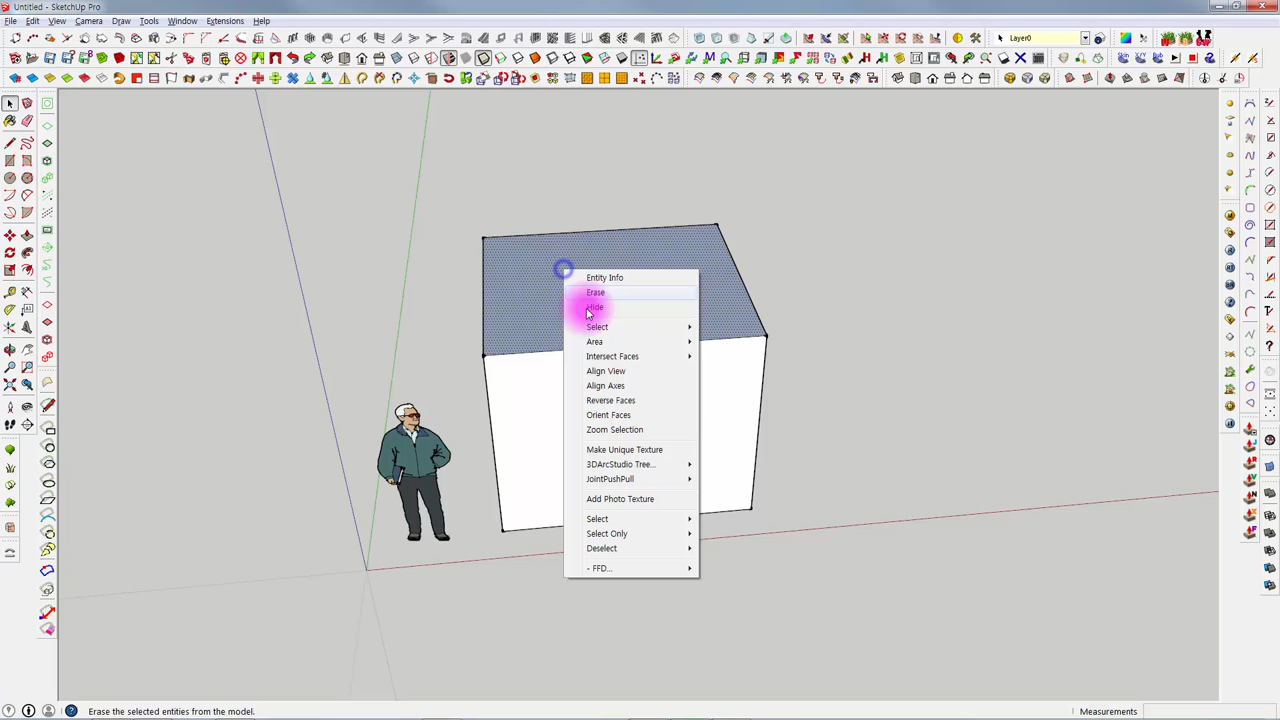 Untitled - SketchUp Pro
File Edit View Camera Draw Tools Window Extensions Help
Layer0
Entity Info
Erase
Hide
Select
Area
Intersect Faces
Align View
Align Axes
Reverse Faces
Orient Faces
Zoom Selection
Make Unique Texture
3DArcStudio Tree...
JointPushPull
Add Photo Texture
Select
Select Only
Deselect
- FFD...
Erase the selected entities from the model.
Measurements